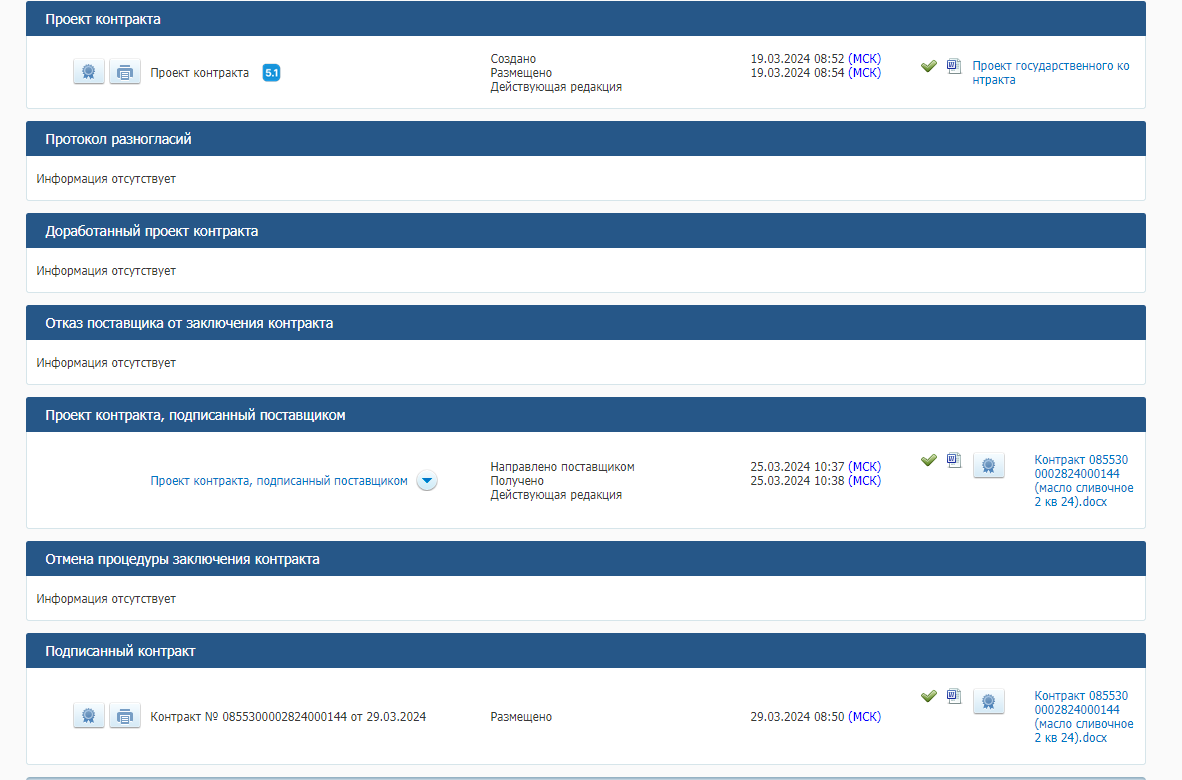 Проект контракта
Проект контракта 5.1
Создано 19.03.2024 08:52 (МСК)
Размещено 19.03.2024 08:54 (МСК)
Действующая редакция
Проект государственного ко
нтракта
Протокол разногласий
Информация отсутствует
Доработанный проект контракта
Информация отсутствует
Отказ поставщика от заключения контракта
Информация отсутствует
Проект контракта, подписанный поставщиком
Проект контракта, подписанный поставщиком
Направлено поставщиком 25.03.2024 10:37 (МСК)
Получено 25.03.2024 10:38 (МСК)
Действующая редакция
Контракт 085530
0002824000144
(масло сливочное
2 кв 24).docx
Отмена процедуры заключения контракта
Информация отсутствует
Подписанный контракт
Контракт № 0855300002824000144 от 29.03.2024
Размещено 29.03.2024 08:50 (МСК)
Контракт 085530
0002824000144
(масло сливочное
2 кв 24).docx